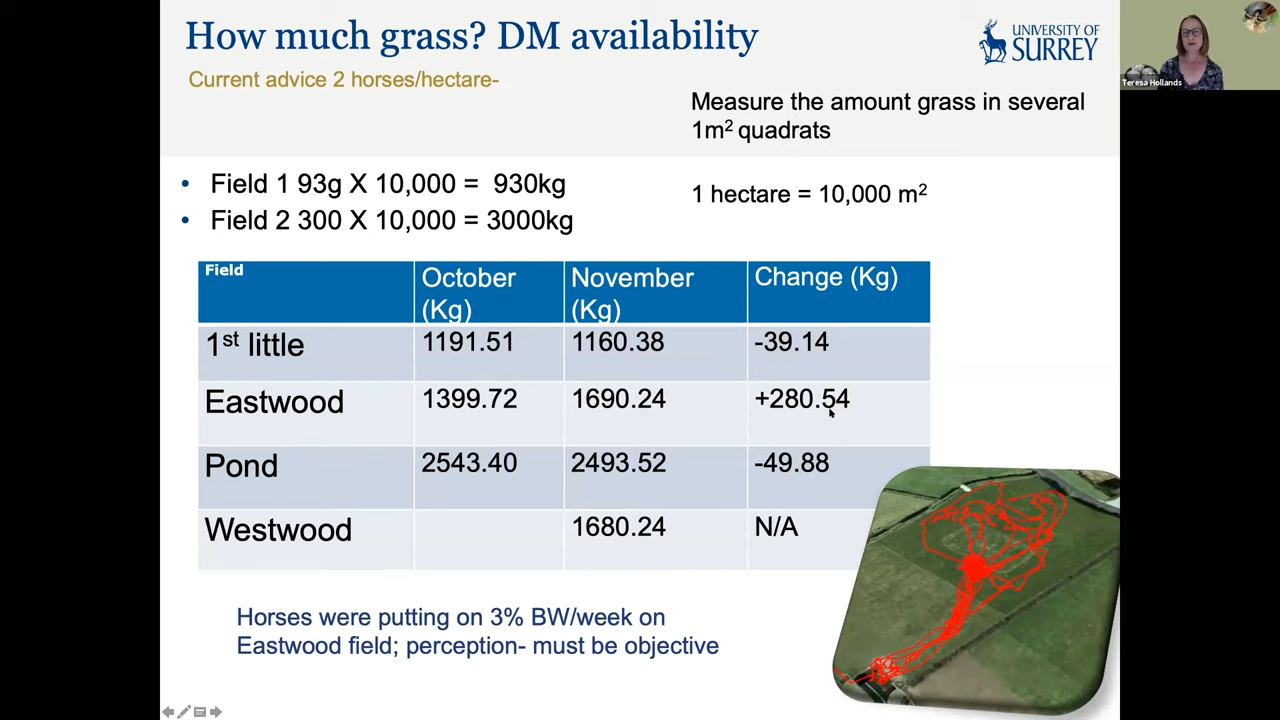 How much grass? DM availability
UNIVERSITY OF
SURREY
Teresa Hollands
Current advice 2 horses/hectare-
Measure the amount grass in several
1m² quadrats
Field 1 93g X 10,000 = 930kg
1 hectare = 10,000 m²
Field 2 300 X 10,000 = 3000kg
Field October (Kg) November (Kg) Change (Kg)
1st little 1191.51 1160.38 -39.14
Eastwood 1399.72 1690.24 +280.54
Pond 2543.40 2493.52 -49.88
Westwood 1680.24 N/A
Horses were putting on 3% BW/week on
Eastwood field; perception- must be objective